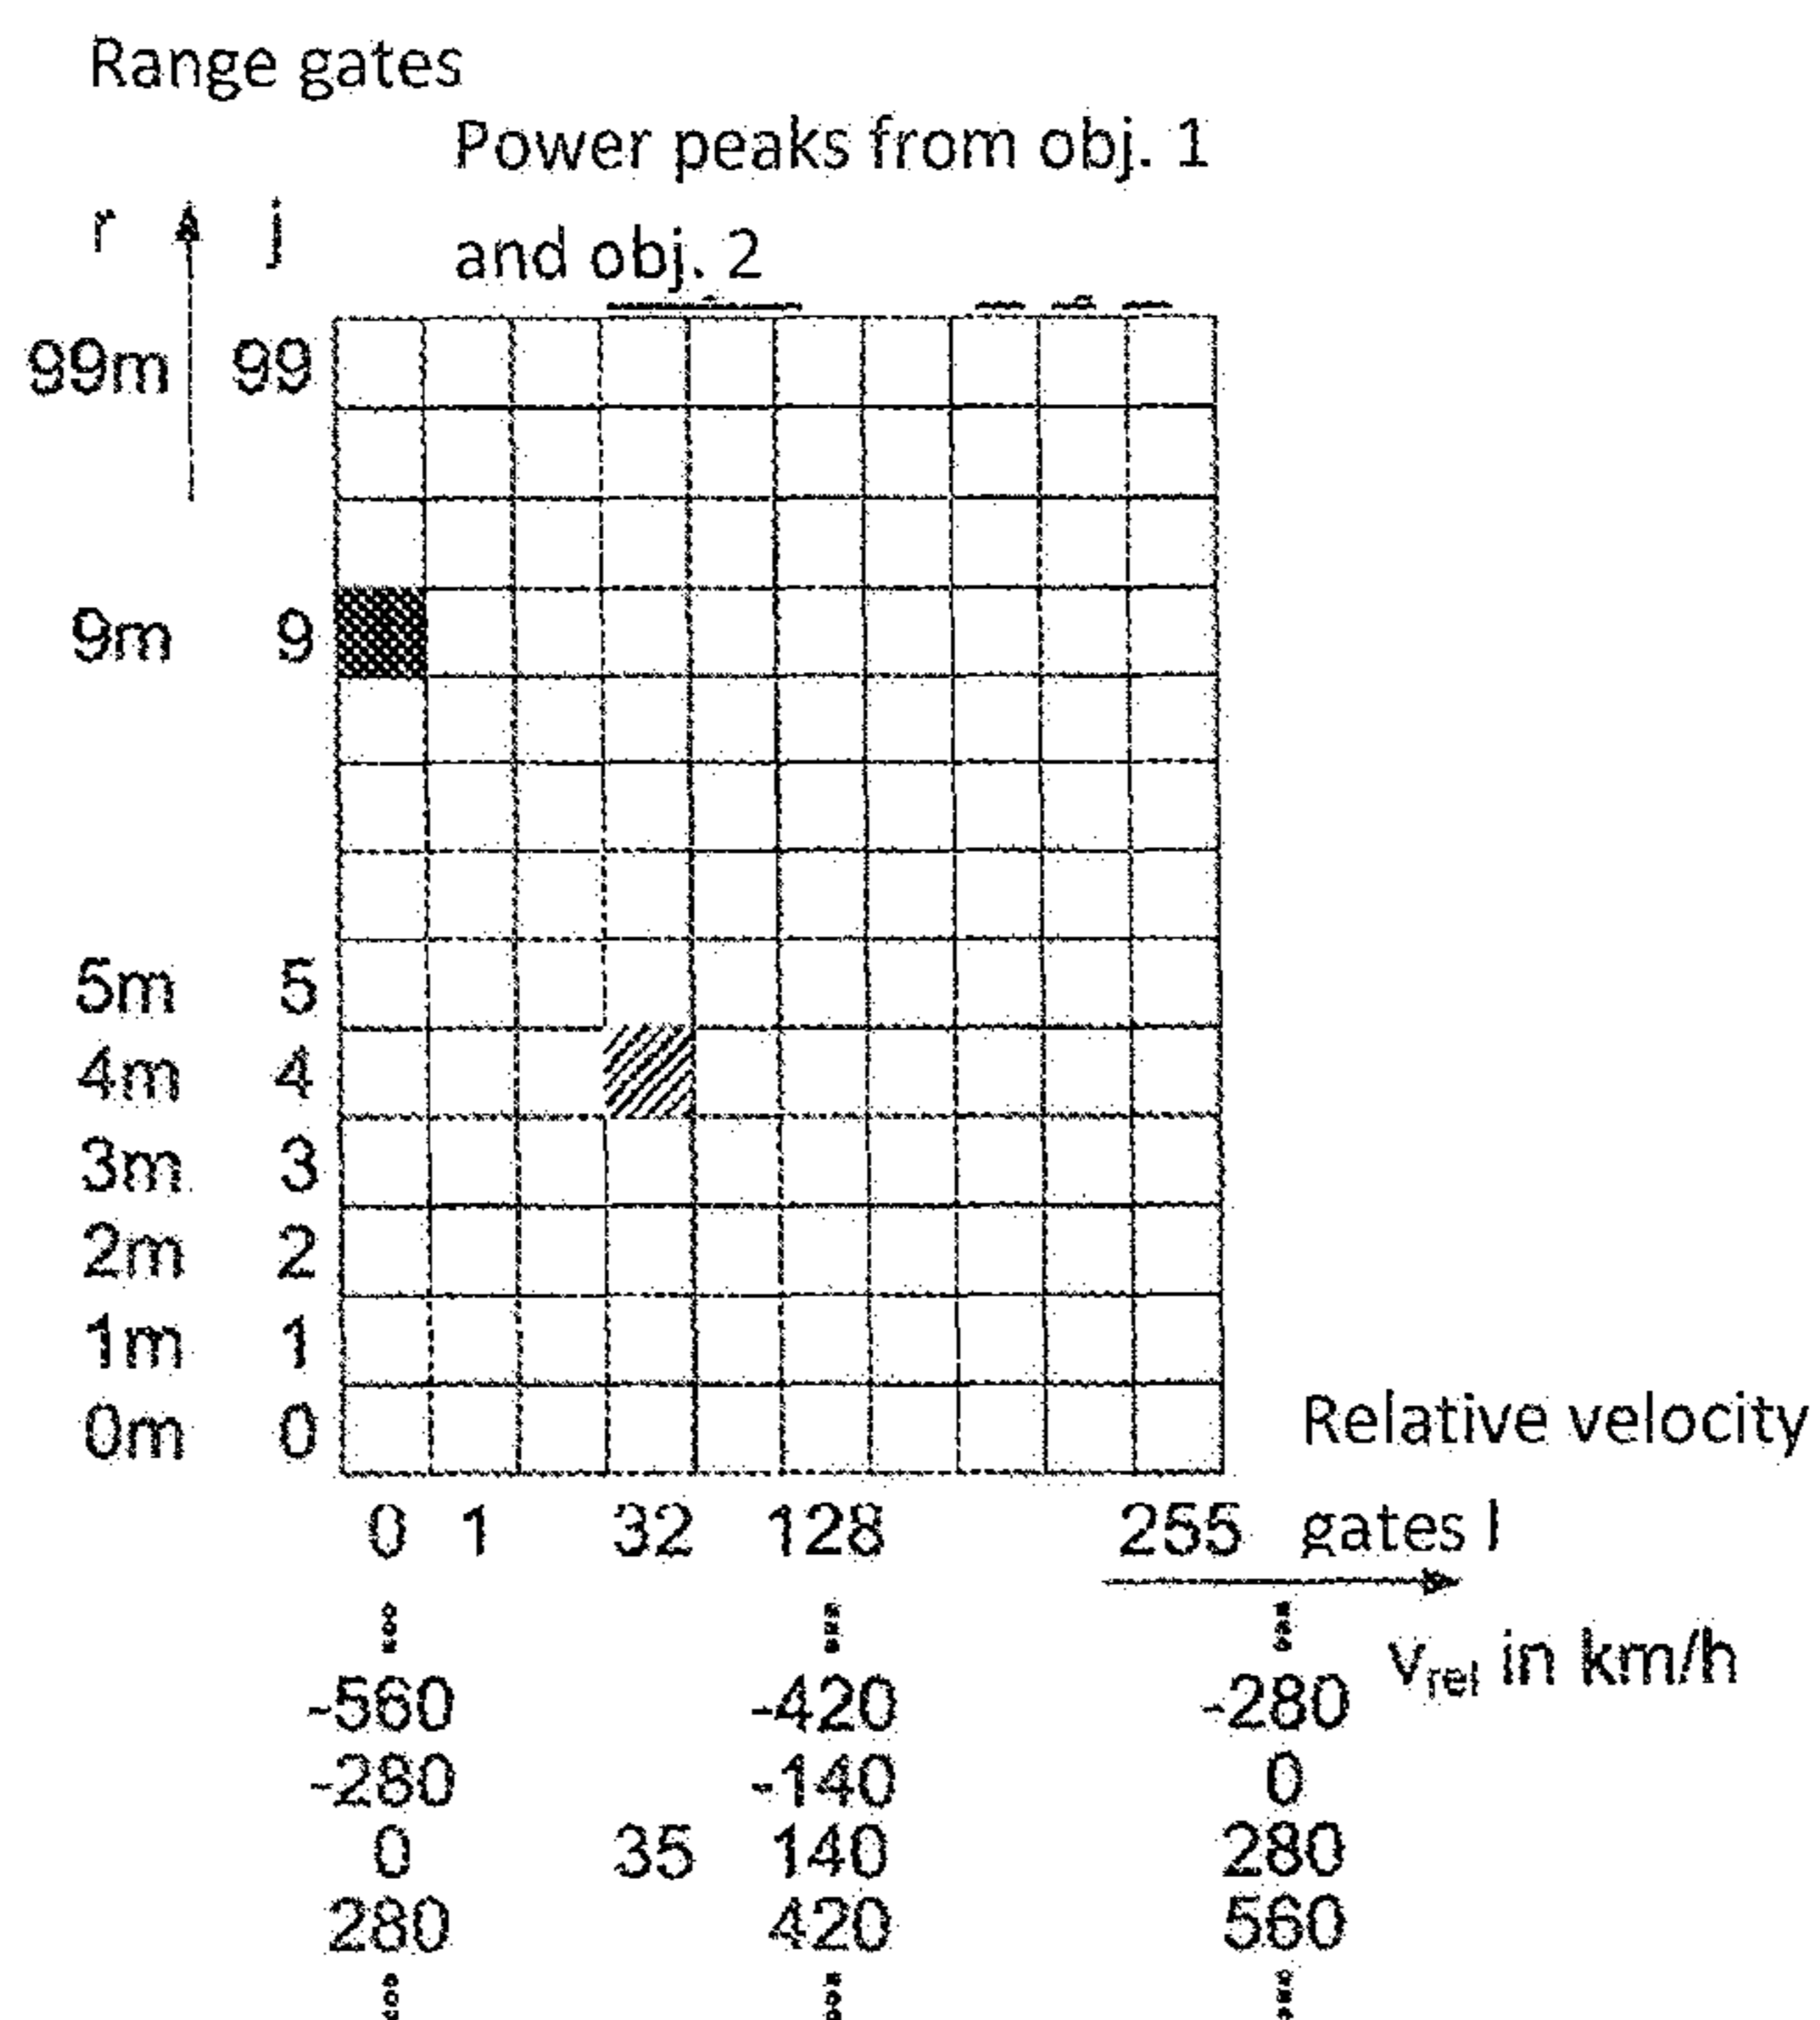 Range gates
Power peaks from obj. 1
and obj. 2
r j
99m 99
9m 9
5m 5
4m 4
3m 3
2m 2
1m 1
0m 0
Relative velocity
0 1 32 128 255 gates l
v_rel in km/h
-560 -420 -280
-280 -140 0
0 35 140 280
280 420 560